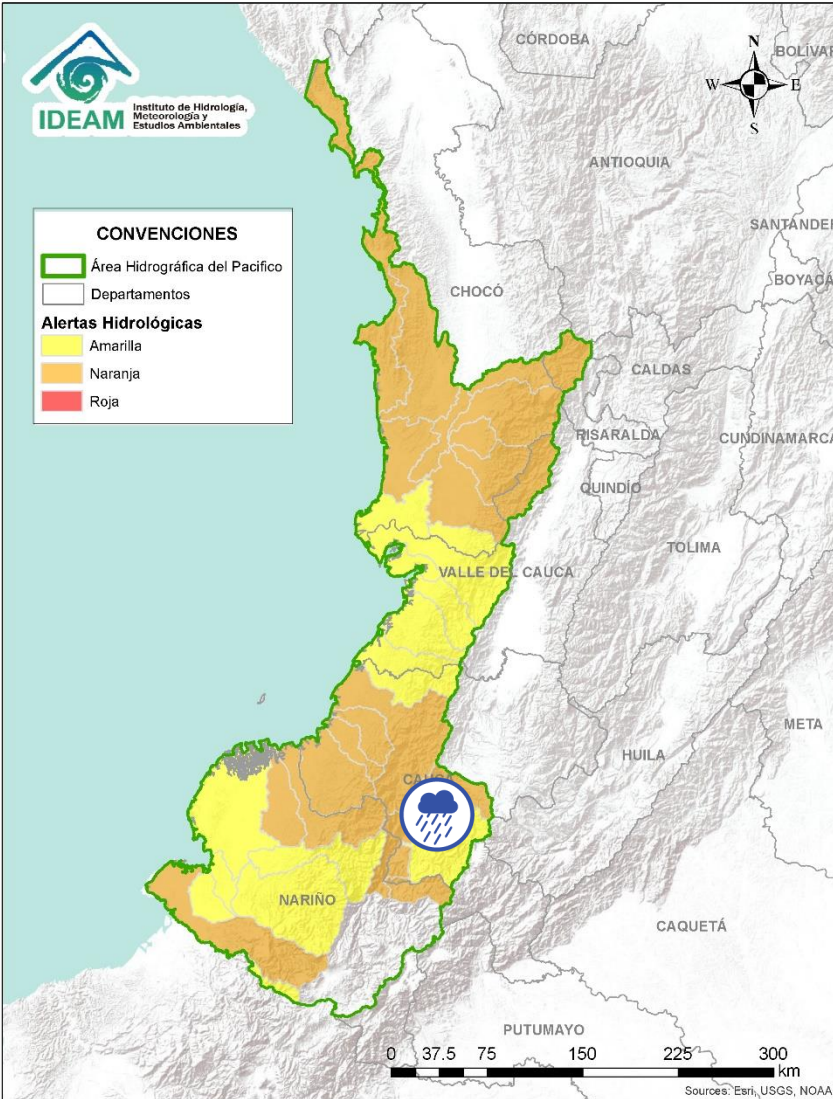 IDEAM
Instituto de Hidrología,
Meteorología y
Estudios Ambientales
CONVENCIONES
Área Hidrográfica del Pacifico
Departamentos
Alertas Hidrológicas
Amarilla
Naranja
Roja
N
W
E
S
CÓRDOBA
BOLÍVAR
ANTIOQUIA
SANTANDER
BOYACÁ
CHOCÓ
CALDAS
RISARALDA
CUNDINAMARCA
QUINDÍO
TOLIMA
VALLE DEL CAUCA
META
HUILA
CAUCA
NARIÑO
CAQUETÁ
PUTUMAYO
0 37.5 75 150 225 300
km
Sources: Esri, USGS, NOAA